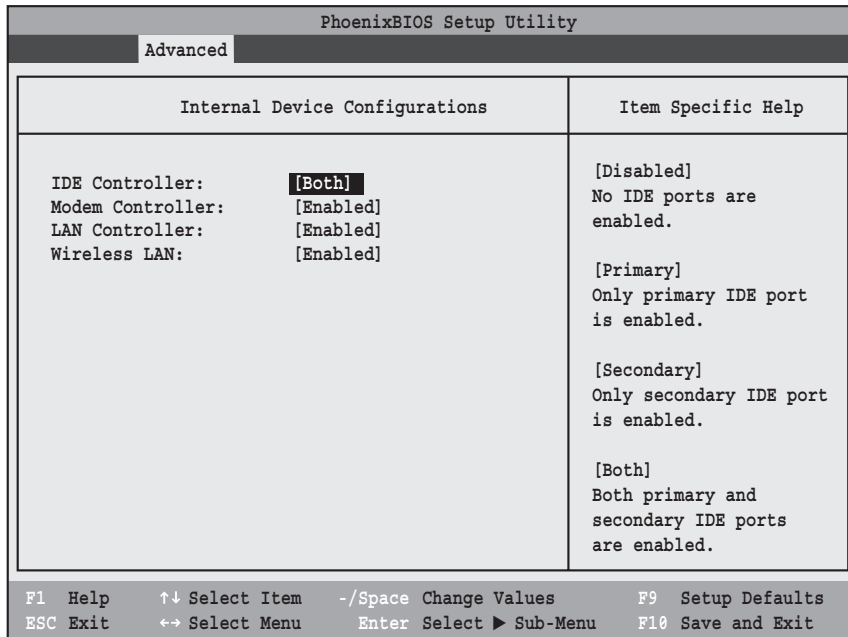 PhoenixBIOS Setup Utility
Advanced
Internal Device Configurations
Item Specific Help
IDE Controller: [Both]
Modem Controller: [Enabled]
LAN Controller: [Enabled]
Wireless LAN: [Enabled]
[Disabled]
No IDE ports are
enabled.
[Primary]
Only primary IDE port
is enabled.
[Secondary]
Only secondary IDE port
is enabled.
[Both]
Both primary and
secondary IDE ports
are enabled.
F1 Help ↑↓ Select Item -/Space Change Values F9 Setup Defaults
ESC Exit ←→ Select Menu Enter Select ▶ Sub-Menu F10 Save and Exit